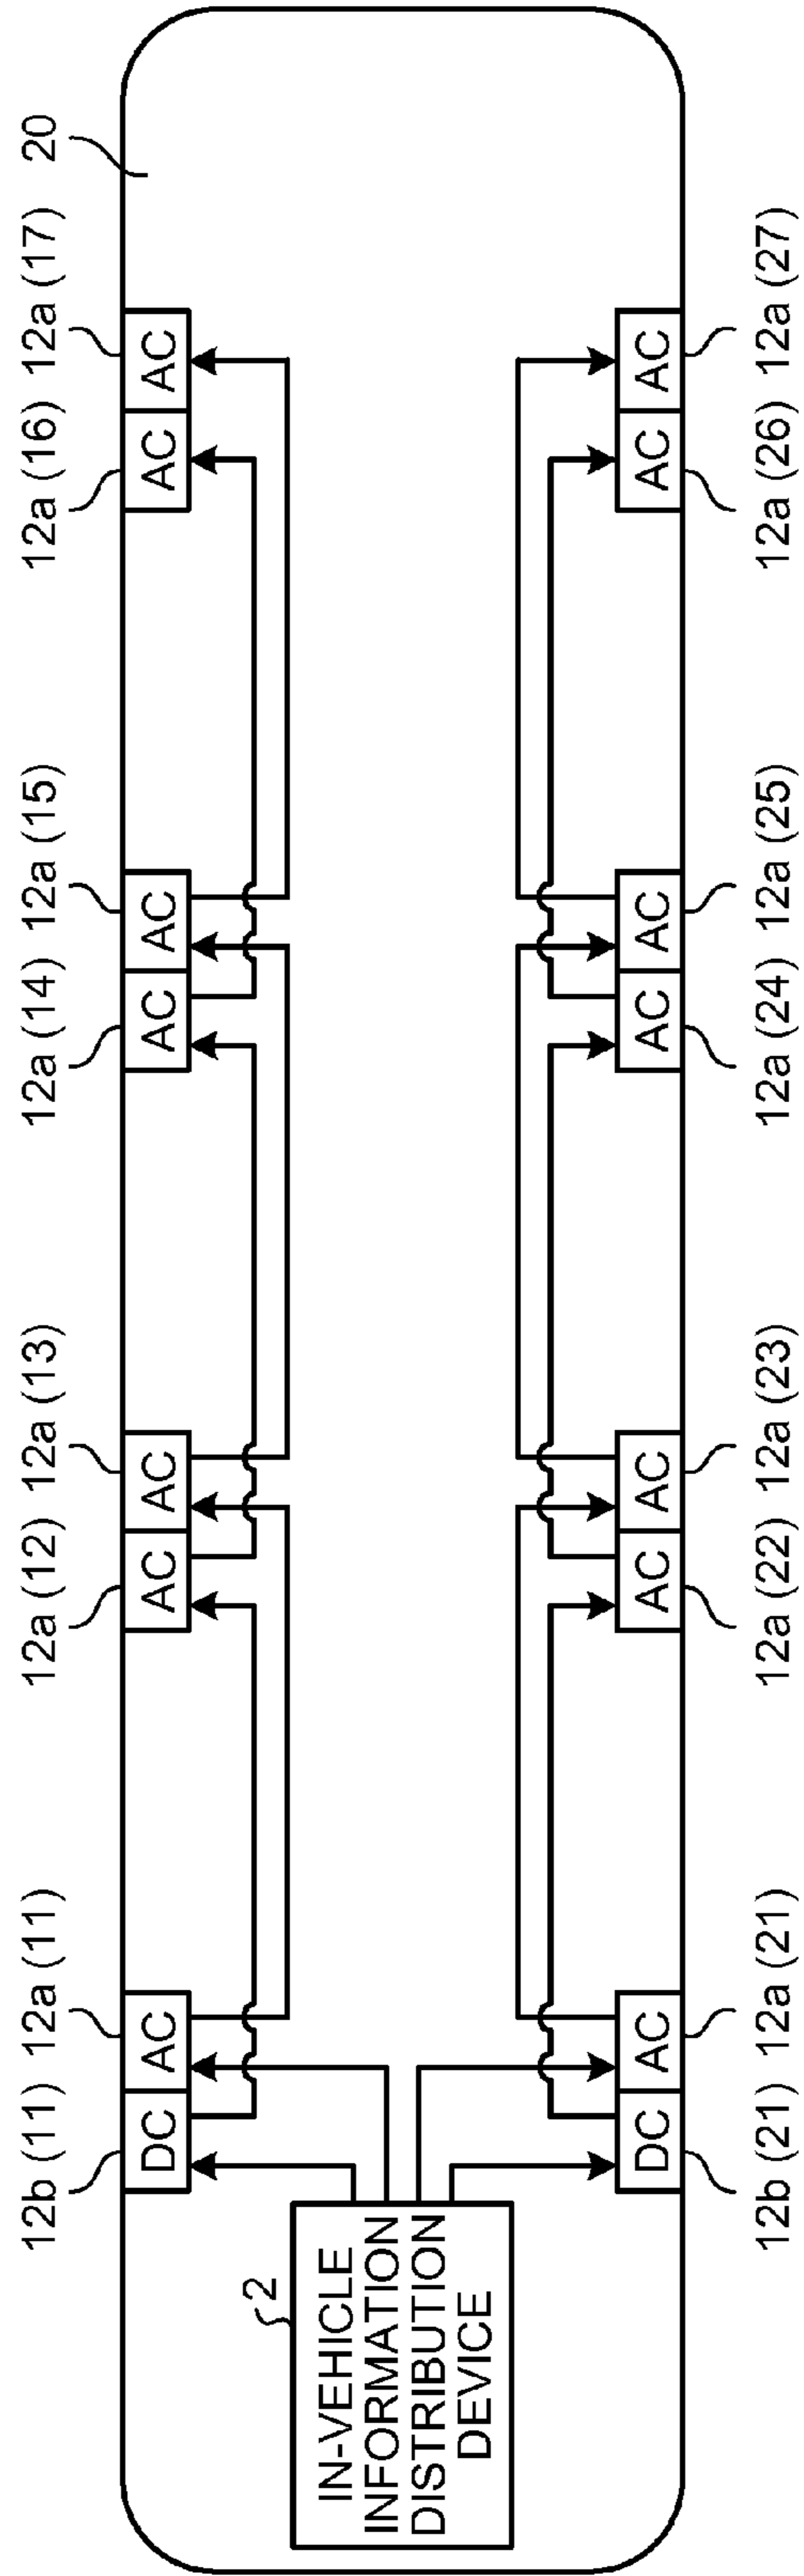 12b (11)
12a (11)
12a (12)
12a (13)
12a (14)
12a (15)
12a (16)
12a (17)
20
DC
AC
AC
AC
AC
AC
AC
AC
2
IN-VEHICLE
INFORMATION
DISTRIBUTION
DEVICE
DC
AC
AC
AC
AC
AC
AC
AC
12b (21)
12a (21)
12a (22)
12a (23)
12a (24)
12a (25)
12a (26)
12a (27)